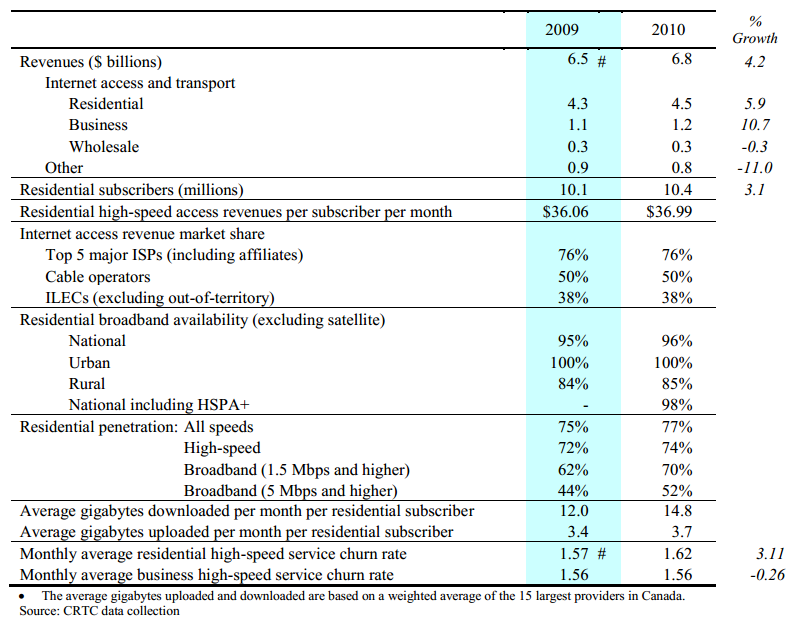 2009 2010 % Growth
Revenues ($ billions) 6.5 # 6.8 4.2
Internet access and transport
Residential 4.3 4.5 5.9
Business 1.1 1.2 10.7
Wholesale 0.3 0.3 -0.3
Other 0.9 0.8 -11.0
Residential subscribers (millions) 10.1 10.4 3.1
Residential high-speed access revenues per subscriber per month $36.06 $36.99
Internet access revenue market share
Top 5 major ISPs (including affiliates) 76% 76%
Cable operators 50% 50%
ILECs (excluding out-of-territory) 38% 38%
Residential broadband availability (excluding satellite)
National 95% 96%
Urban 100% 100%
Rural 84% 85%
National including HSPA+ - 98%
Residential penetration: All speeds 75% 77%
High-speed 72% 74%
Broadband (1.5 Mbps and higher) 62% 70%
Broadband (5 Mbps and higher) 44% 52%
Average gigabytes downloaded per month per residential subscriber 12.0 14.8
Average gigabytes uploaded per month per residential subscriber 3.4 3.7
Monthly average residential high-speed service churn rate 1.57 # 1.62 3.11
Monthly average business high-speed service churn rate 1.56 1.56 -0.26
• The average gigabytes uploaded and downloaded are based on a weighted average of the 15 largest providers in Canada.
Source: CRTC data collection